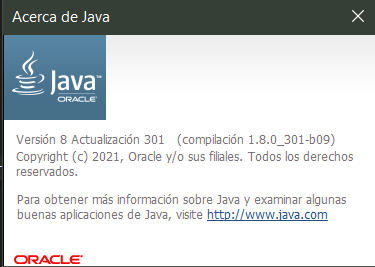 Acerca de Java
Java™
ORACLE
Versión 8 Actualización 301 (compilación 1.8.0_301-b09)
Copyright (c) 2021, Oracle y/o sus filiales. Todos los derechos
reservados.
Para obtener más información sobre Java y examinar algunas
buenas aplicaciones de Java, visite http://www.java.com
ORACLE